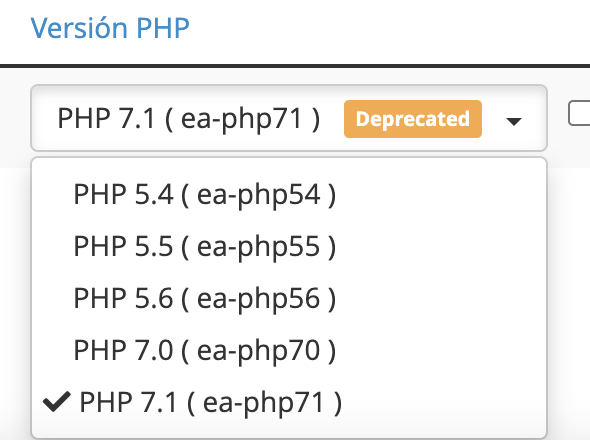 Versión PHP
PHP 7.1 ( ea-php71 ) Deprecated
PHP 5.4 ( ea-php54 )
PHP 5.5 ( ea-php55 )
PHP 5.6 ( ea-php56 )
PHP 7.0 ( ea-php70 )
PHP 7.1 ( ea-php71 )